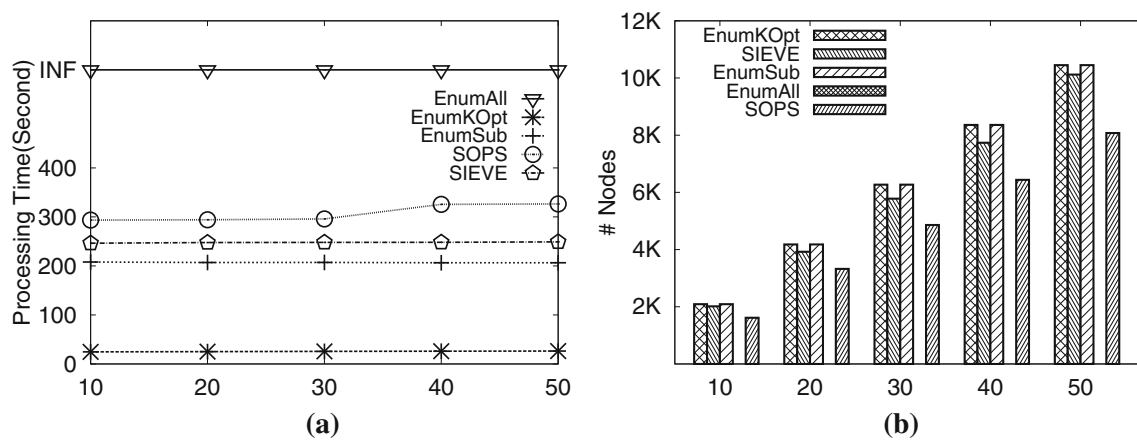 INF
400
300
200
100
0
Processing Time(Second)
EnumAll
EnumKOpt
EnumSub
SOPS
SIEVE
10 20 30 40 50
(a)
12K
10K
8K
6K
4K
2K
# Nodes
EnumKOpt
SIEVE
EnumSub
EnumAll
SOPS
10 20 30 40 50
(b)